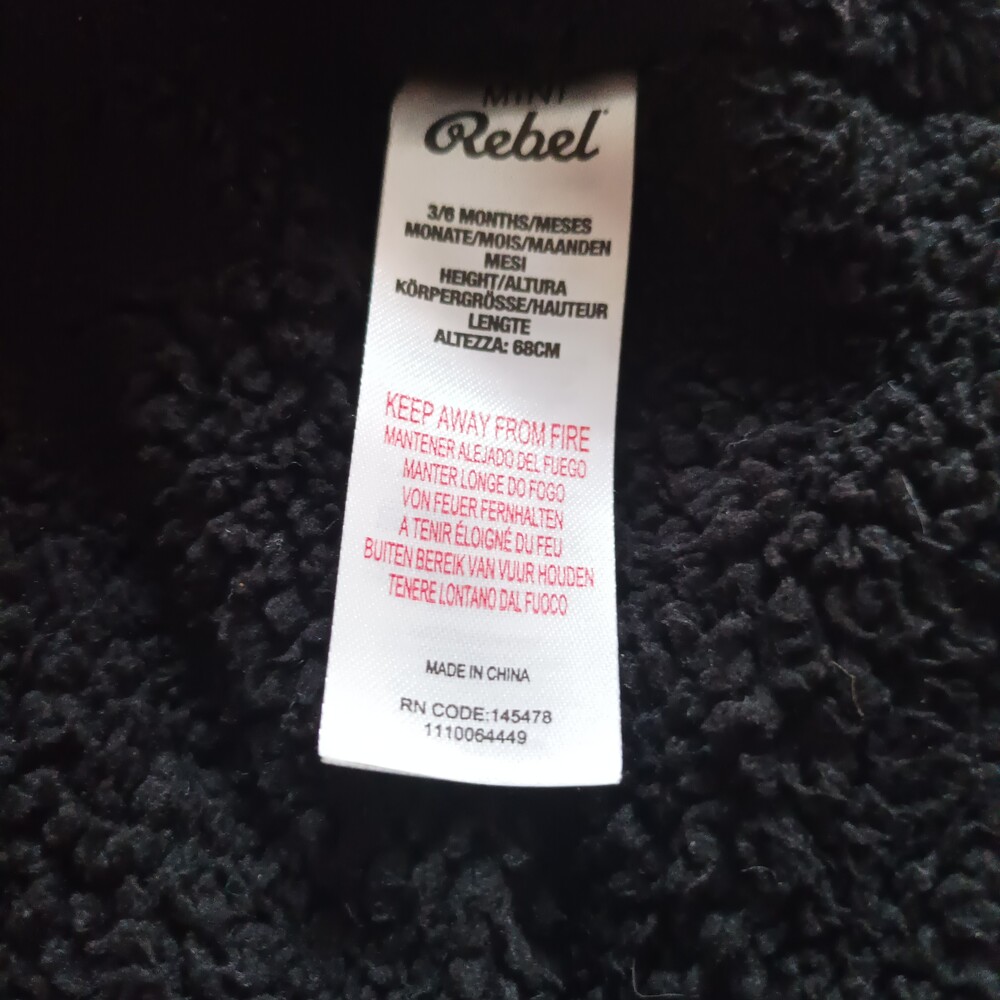 MINI
Rebel
3/6 MONTHS/MESES
MONATE/MOIS/MAANDEN
MESI
HEIGHT/ALTURA
KÖRPERGRÖSSE/HAUTEUR
LENGTE
ALTEZZA: 68CM
KEEP AWAY FROM FIRE
MANTENER ALEJADO DEL FUEGO
MANTER LONGE DO FOGO
VON FEUER FERNHALTEN
A TENIR ÉLOIGNÉ DU FEU
BUITEN BEREIK VAN VUUR HOUDEN
TENERE LONTANO DAL FUOCO
MADE IN CHINA
RN CODE:145478
1110064449